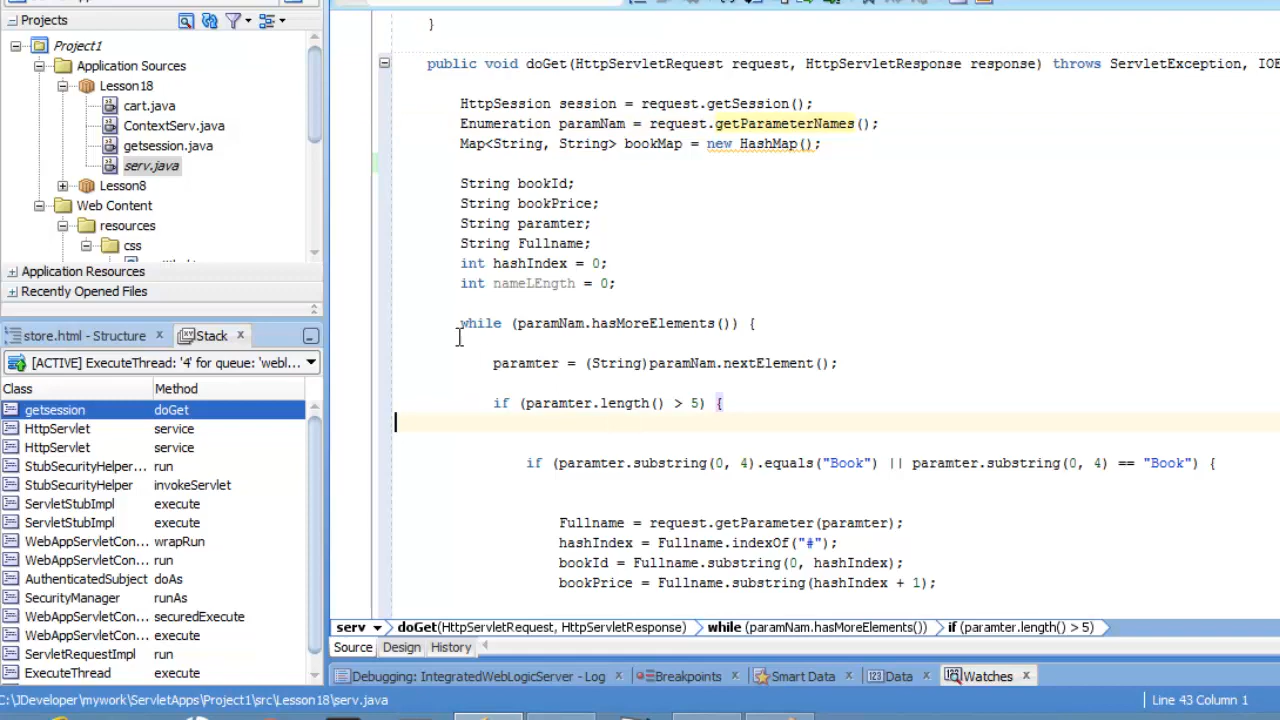 Projects
Project1
Application Sources
Lesson18
cart.java
ContextServ.java
getsession.java
serv.java
Lesson8
Web Content
resources
css
Application Resources
Recently Opened Files
store.html - Structure
Stack
[ACTIVE] ExecuteThread: '4' for queue: 'webl...
Class Method
getsession doGet
HttpServlet service
HttpServlet service
StubSecurityHelper... run
StubSecurityHelper invokeServlet
ServletStubImpl execute
ServletStubImpl execute
WebAppServletCon... wrapRun
WebAppServletCon... run
AuthenticatedSubject doAs
SecurityManager runAs
WebAppServletCon... securedExecute
WebAppServletCon... execute
ServletRequestImpl run
ExecuteThread execute
}
public void doGet(HttpServletRequest request, HttpServletResponse response) throws ServletException, IOE
HttpSession session = request.getSession();
Enumeration paramNam = request.getParameterNames();
Map<String, String> bookMap = new HashMap();
String bookId;
String bookPrice;
String paramter;
String Fullname;
int hashIndex = 0;
int nameLEngth = 0;
while (paramNam.hasMoreElements()) {
paramter = (String)paramNam.nextElement();
if (paramter.length() > 5) {
if (paramter.substring(0, 4).equals("Book") || paramter.substring(0, 4) == "Book") {
Fullname = request.getParameter(paramter);
hashIndex = Fullname.indexOf("#");
bookId = Fullname.substring(0, hashIndex);
bookPrice = Fullname.substring(hashIndex + 1);
serv doGet(HttpServletRequest, HttpServletResponse) while (paramNam.hasMoreElements()) if (paramter.length() > 5)
Source Design History
Debugging: IntegratedWebLogicServer - Log Breakpoints Smart Data Data Watches
C:\JDeveloper\mywork\ServletApps\Project1\src\Lesson18\serv.java Line 43 Column 1